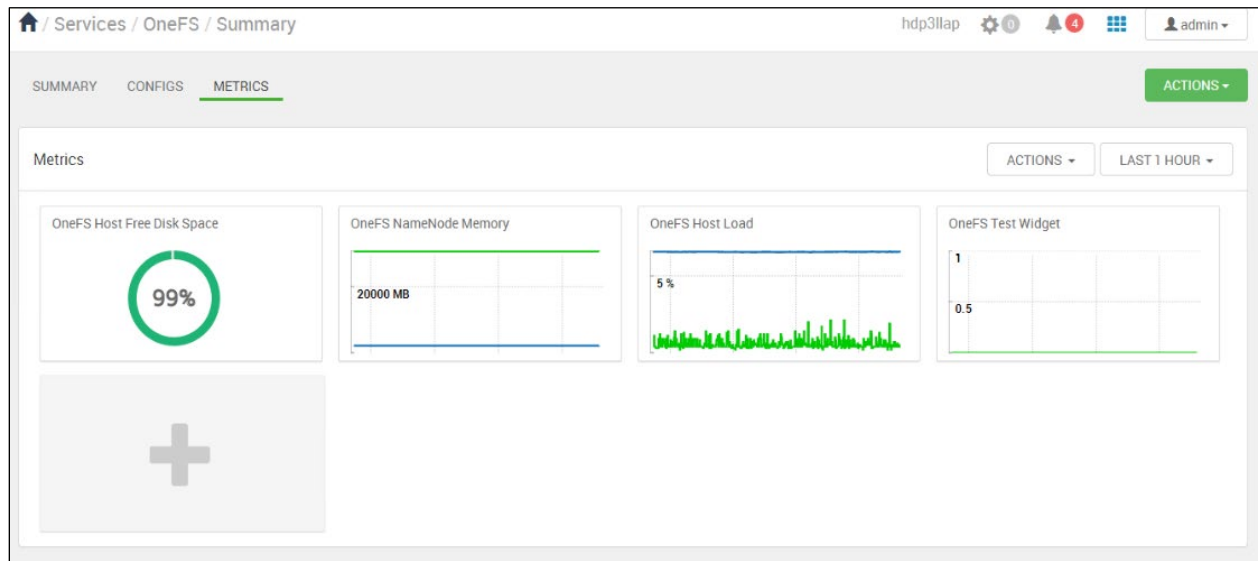 / Services / OneFS / Summary
hdp3llap 0 4 admin
SUMMARY CONFIGS METRICS ACTIONS
Metrics ACTIONS LAST 1 HOUR
OneFS Host Free Disk Space
99%
OneFS NameNode Memory
20000 MB
OneFS Host Load
5 %
OneFS Test Widget
1
0.5